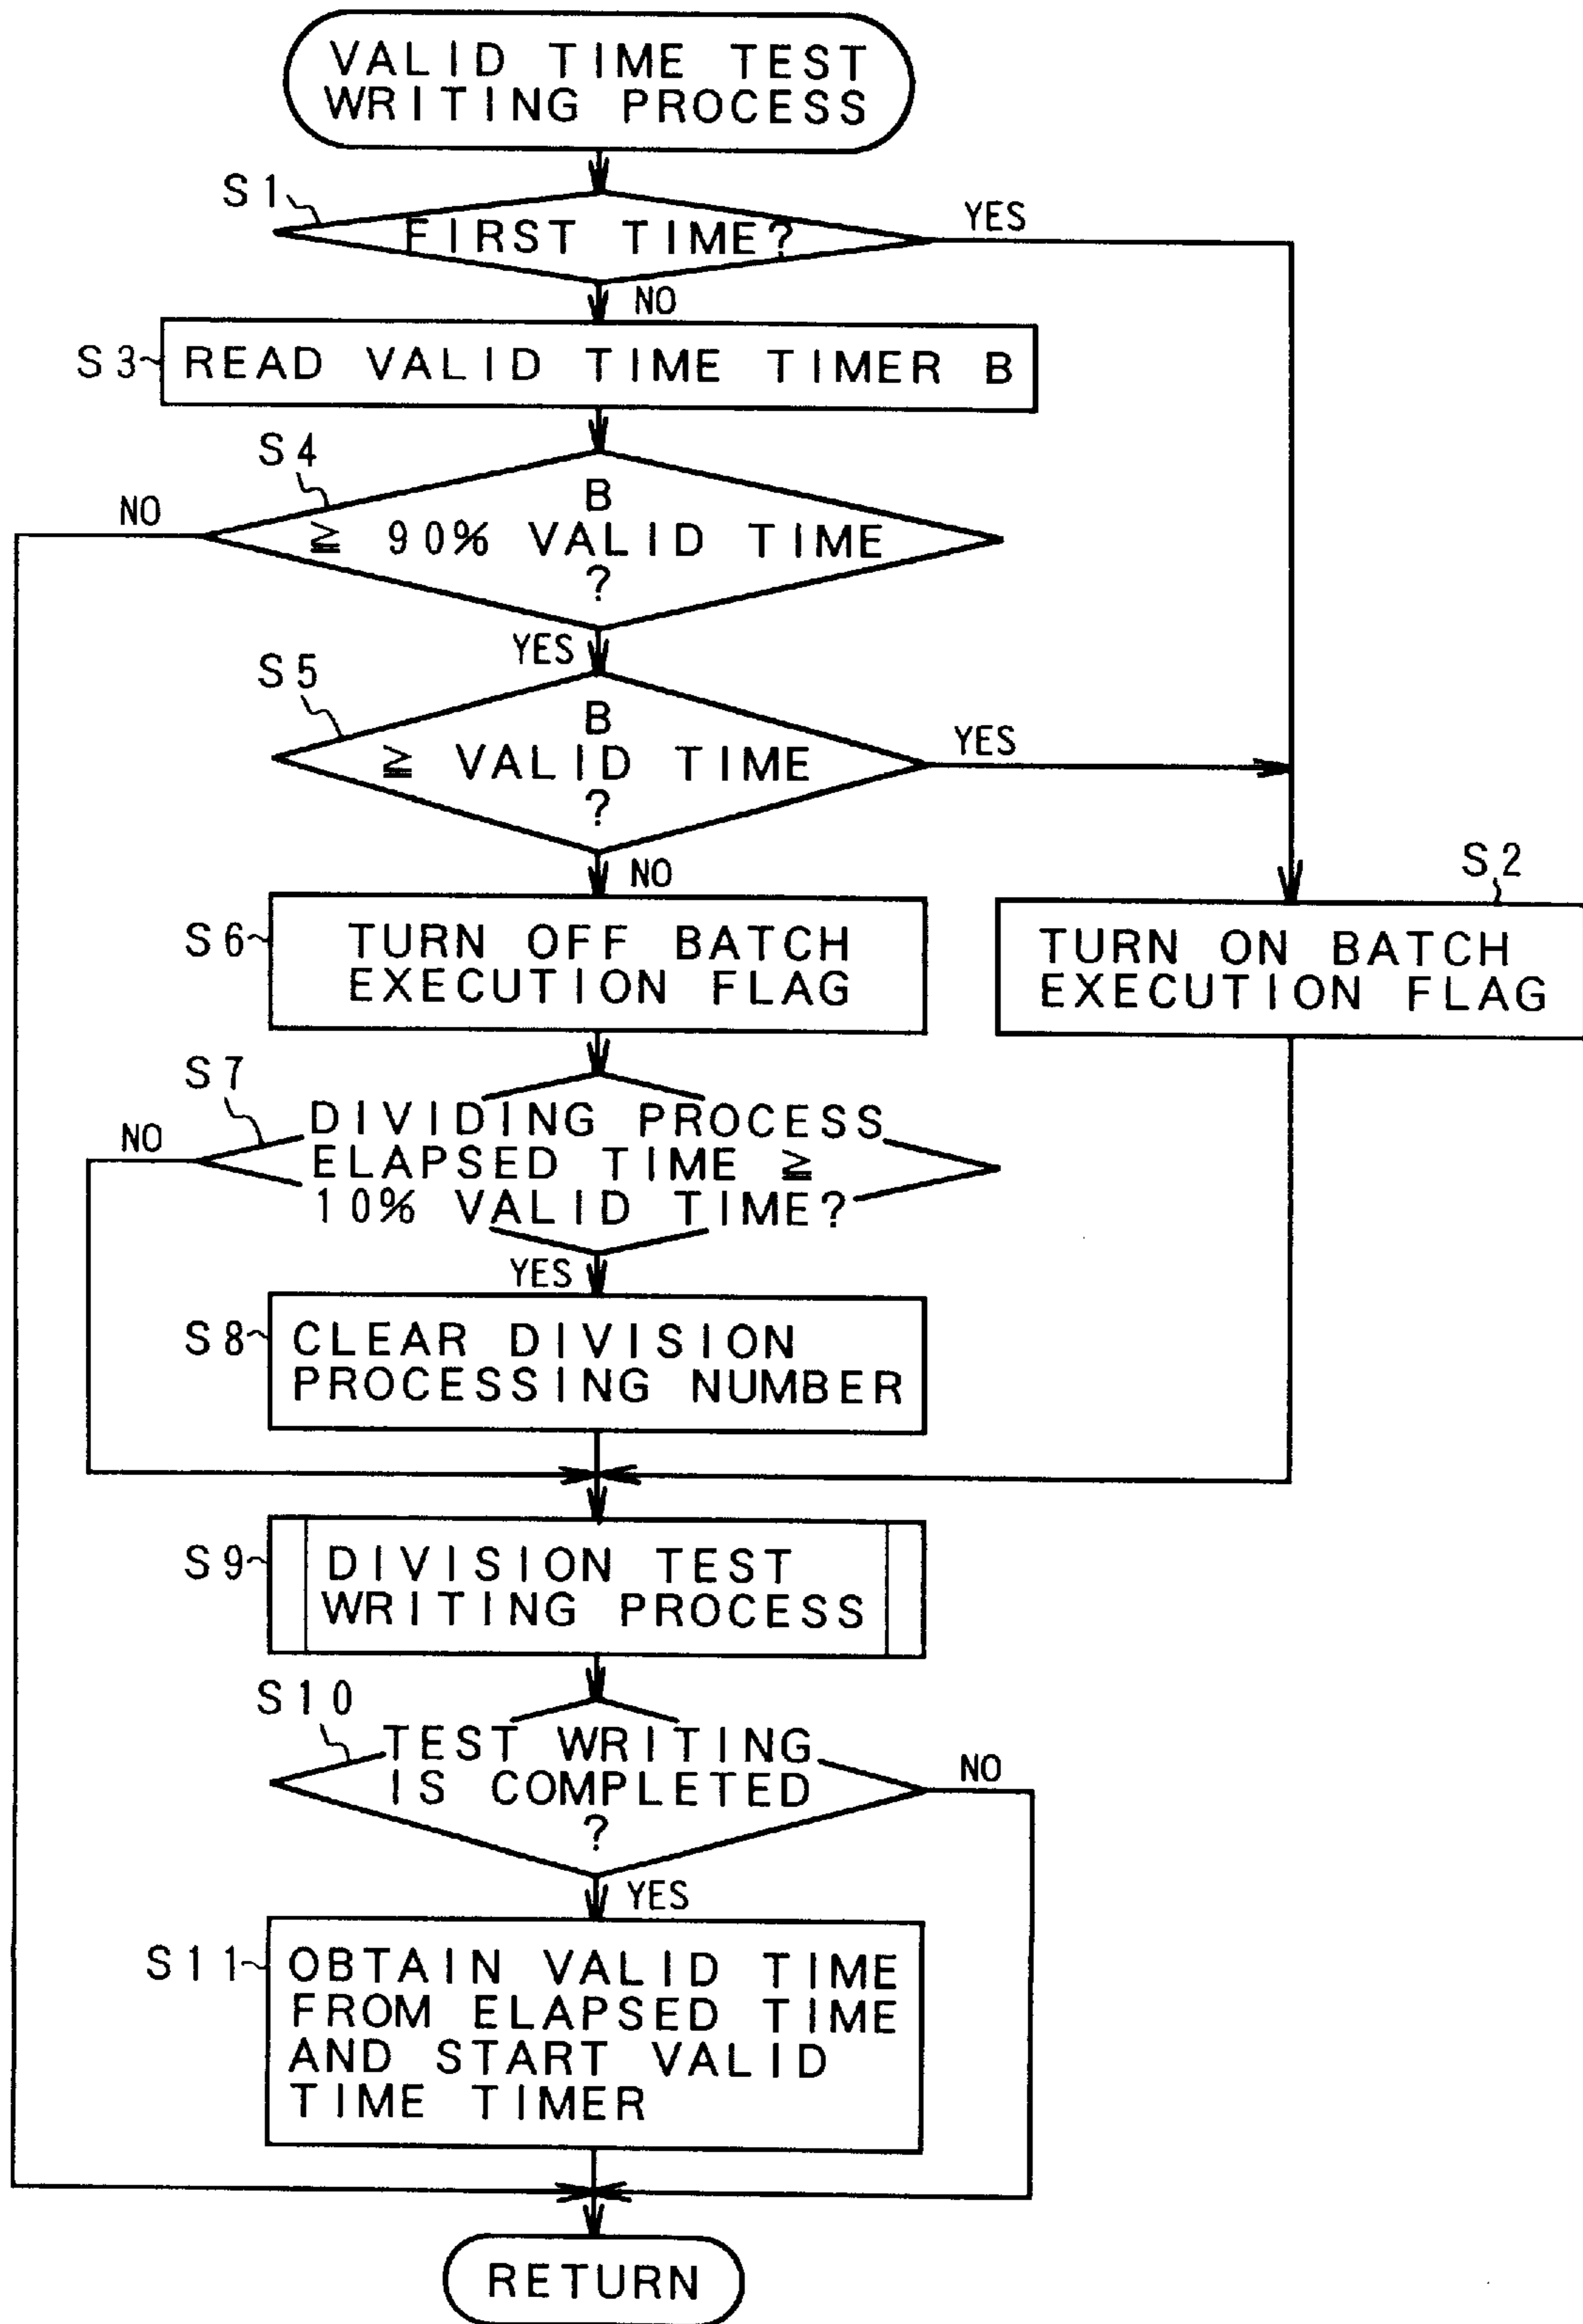 VALID TIME TEST
WRITING PROCESS
S1
FIRST TIME?
YES
NO
S3
READ VALID TIME TIMER B
S4
NO
B
≧ 90% VALID TIME
?
YES
S5
B
≧ VALID TIME
?
YES
NO
S6
TURN OFF BATCH
EXECUTION FLAG
S2
TURN ON BATCH
EXECUTION FLAG
S7
NO
DIVIDING PROCESS
ELAPSED TIME ≧
10% VALID TIME?
YES
S8
CLEAR DIVISION
PROCESSING NUMBER
S9
DIVISION TEST
WRITING PROCESS
S10
TEST WRITING
IS COMPLETED
?
NO
YES
S11
OBTAIN VALID TIME
FROM ELAPSED TIME
AND START VALID
TIME TIMER
RETURN